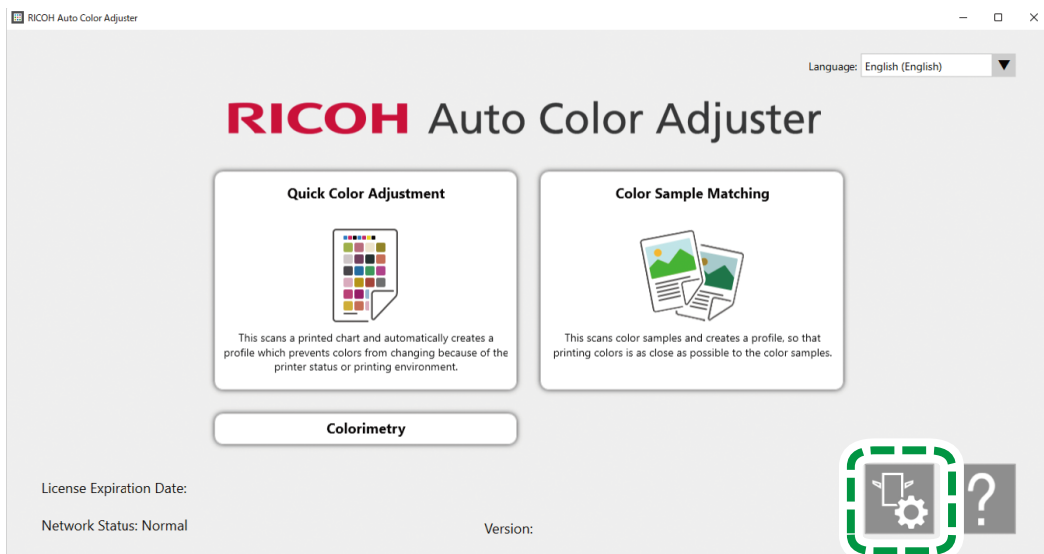 RICOH Auto Color Adjuster
Language: English (English)
RICOH Auto Color Adjuster
Quick Color Adjustment
This scans a printed chart and automatically creates a
profile which prevents colors from changing because of the
printer status or printing environment.
Color Sample Matching
This scans color samples and creates a profile, so that
printing colors is as close as possible to the color samples.
Colorimetry
?
License Expiration Date:
Network Status: Normal
Version: